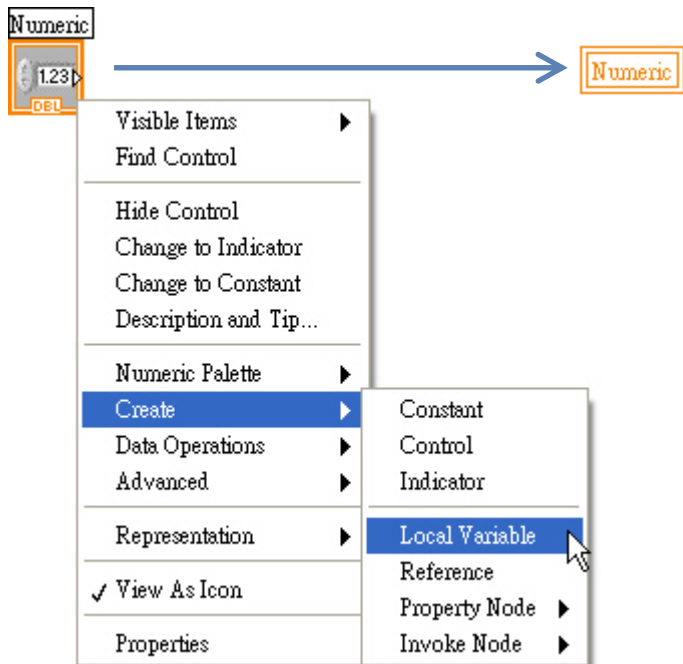 Numeric
1.23
DBL
Numeric
Visible Items
Find Control
Hide Control
Change to Indicator
Change to Constant
Description and Tip...
Numeric Palette
Create
Data Operations
Advanced
Representation
View As Icon
Properties
Constant
Control
Indicator
Local Variable
Reference
Property Node
Invoke Node